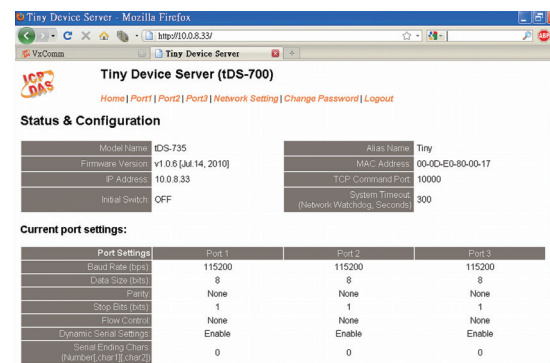 Tiny Device Server - Mozilla Firefox
http://10.0.8.33/
VxComm Tiny Device Server
ICP DAS
Tiny Device Server (tDS-700)
Home | Port1 | Port2 | Port3 | Network Setting | Change Password | Logout
Status & Configuration
Model Name: tDS-735 Alias Name: Tiny
Firmware Version: v1.0.6 [Jul.14, 2010] MAC Address: 00-0D-E0-80-00-17
IP Address: 10.0.8.33 TCP Command Port: 10000
Initial Switch: OFF System Timeout: (Network Watchdog, Seconds) 300
Current port settings:
Port Settings Port 1 Port 2 Port 3
Baud Rate (bps): 115200 115200 115200
Data Size (bits): 8 8 8
Parity: None None None
Stop Bits (bits): 1 1 1
Flow Control: None None None
Dynamic Serial Settings: Enable Enable Enable
Serial Ending Chars: (Number[,char1][,char2]) 0 0 0